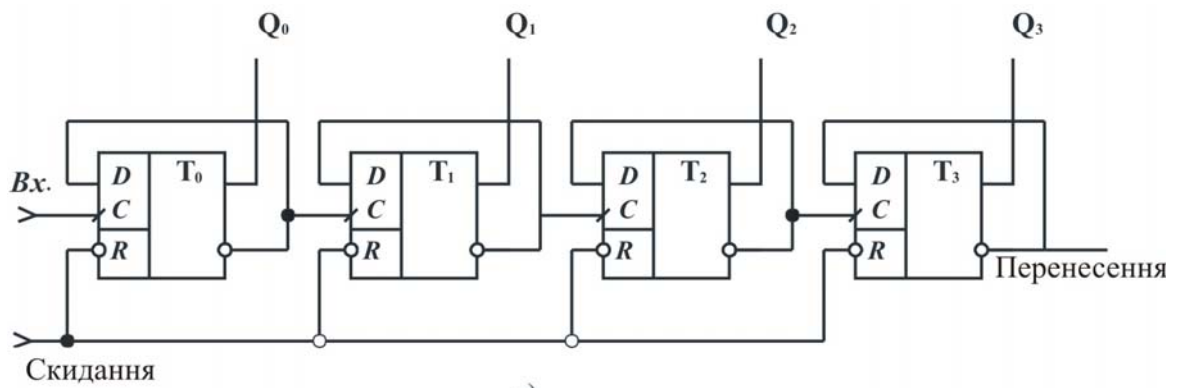 Q₀ Q₁ Q₂ Q₃
D T₀ D T₁ D T₂ D T₃
Вх.
C C C C
R R R R
Перенесення
Скидання
)